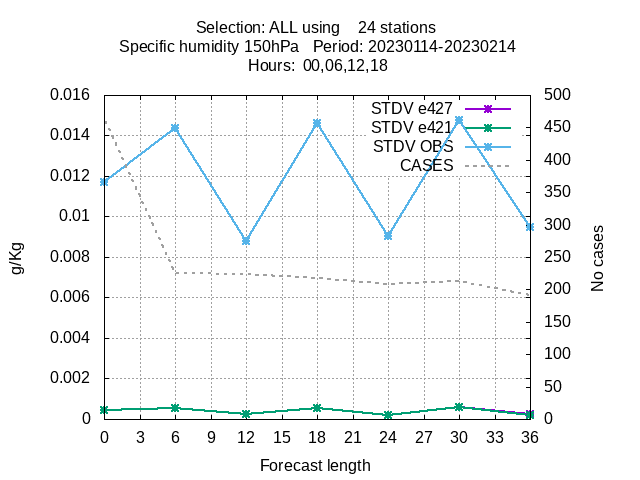 Selection: ALL using    24 stations
Specific humidity 150hPa   Period: 20230114-20230214
Hours:  00,06,12,18
STDV e427
STDV e421
STDV OBS
CASES
0.016
0.014
0.012
0.01
0.008
0.006
0.004
0.002
0
g/Kg
500
450
400
350
300
250
200
150
100
50
0
No cases
0 3 6 9 12 15 18 21 24 27 30 33 36
Forecast length